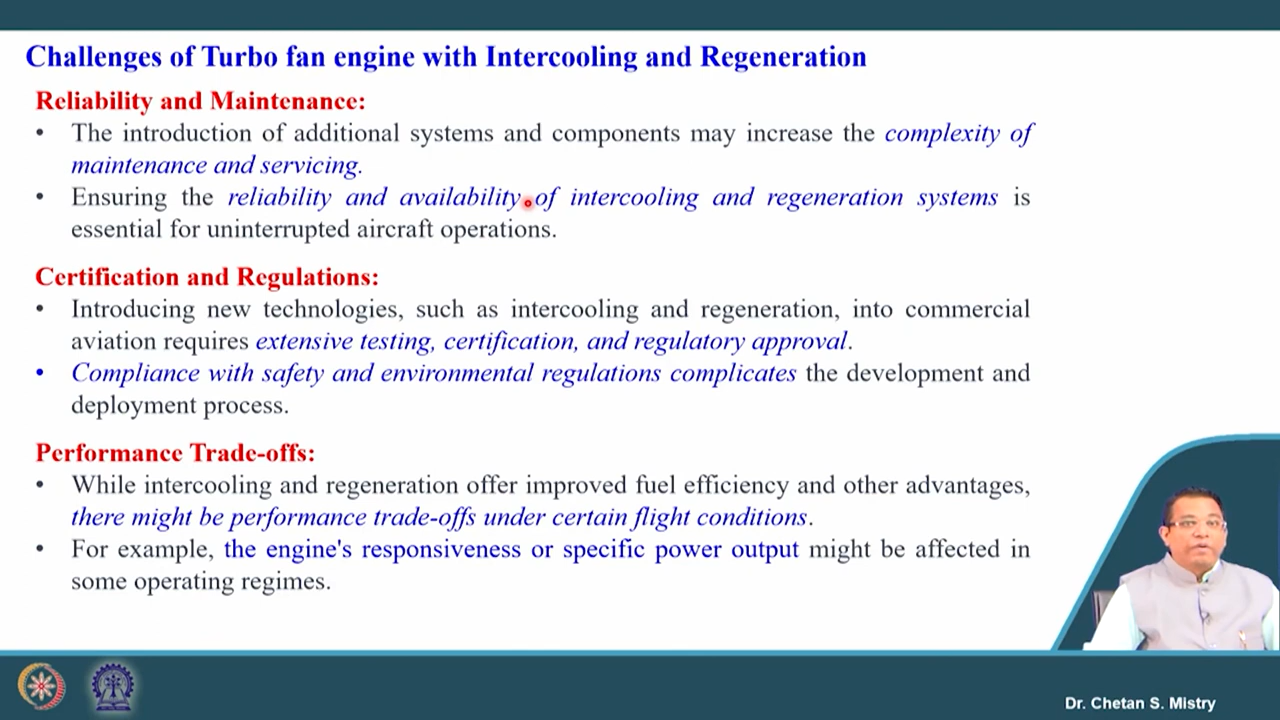 Challenges of Turbo fan engine with Intercooling and Regeneration
Reliability and Maintenance:
• The introduction of additional systems and components may increase the complexity of
maintenance and servicing.
• Ensuring the reliability and availability of intercooling and regeneration systems is
essential for uninterrupted aircraft operations.
Certification and Regulations:
• Introducing new technologies, such as intercooling and regeneration, into commercial
aviation requires extensive testing, certification, and regulatory approval.
• Compliance with safety and environmental regulations complicates the development and
deployment process.
Performance Trade-offs:
• While intercooling and regeneration offer improved fuel efficiency and other advantages,
there might be performance trade-offs under certain flight conditions.
• For example, the engine's responsiveness or specific power output might be affected in
some operating regimes.
Dr. Chetan S. Mistry